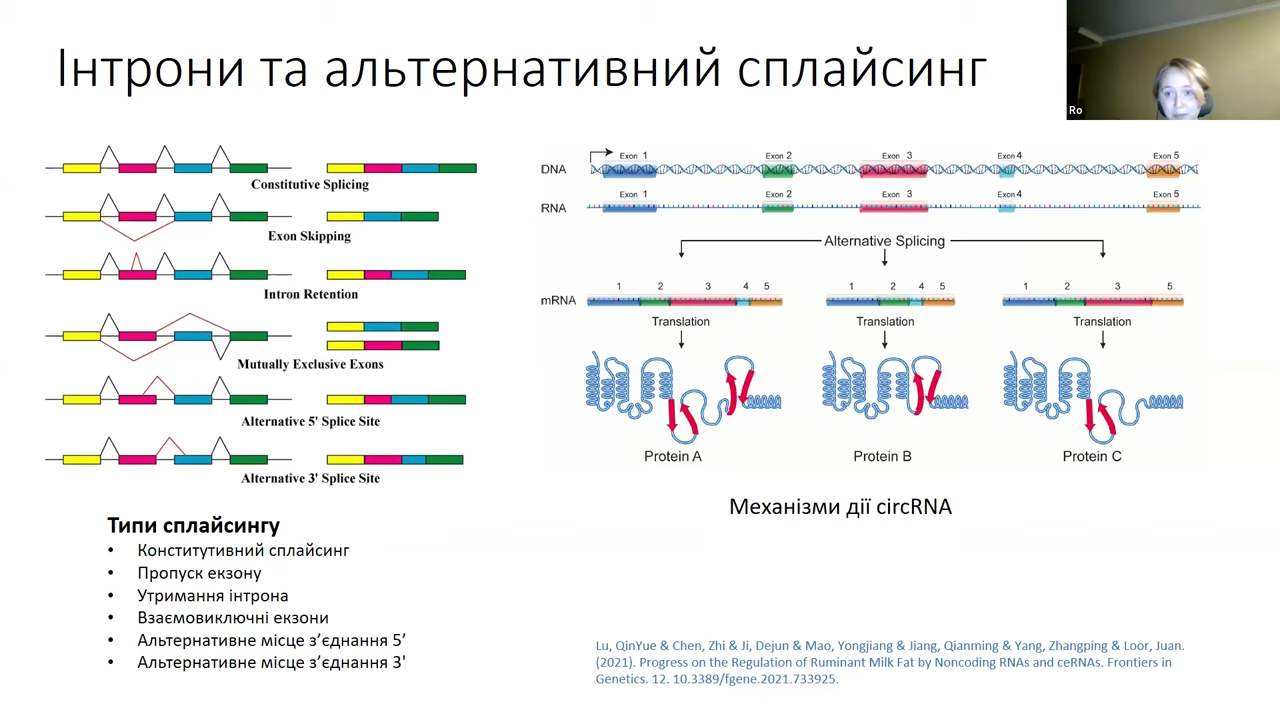 Інтрони та альтернативний сплайсинг
Ro
Constitutive Splicing
Exon Skipping
Intron Retention
Mutually Exclusive Exons
Alternative 5' Splice Site
Alternative 3' Splice Site
Exon 1 Exon 2 Exon 3 Exon 4 Exon 5
DNA
Exon 1 Exon 2 Exon 3 Exon 4 Exon 5
RNA
Alternative Splicing
1 2 3 4 5 1 2 4 5 1 2 3 5
mRNA
Translation Translation Translation
Protein A Protein B Protein C
Механізми дії circRNA
Типи сплайсингу
• Конститутивний сплайсинг
• Пропуск екзону
• Утримання інтрона
• Взаємовиключні екзони
• Альтернативне місце з’єднання 5’
• Альтернативне місце з’єднання 3'
Lu, QinYue & Chen, Zhi & Ji, Dejun & Mao, Yongjiang & Jiang, Qianming & Yang, Zhangping & Loor, Juan.
(2021). Progress on the Regulation of Ruminant Milk Fat by Noncoding RNAs and ceRNAs. Frontiers in
Genetics. 12. 10.3389/fgene.2021.733925.